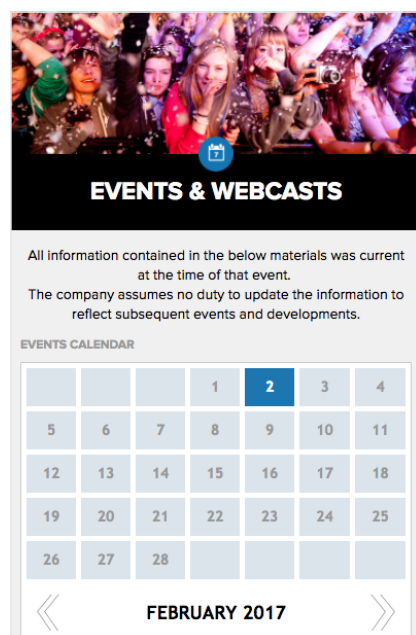 7
EVENTS & WEBCASTS
All information contained in the below materials was current
at the time of that event.
The company assumes no duty to update the information to
reflect subsequent events and developments.
EVENTS CALENDAR
1 2 3 4
5 6 7 8 9 10 11
12 13 14 15 16 17 18
19 20 21 22 23 24 25
26 27 28
FEBRUARY 2017